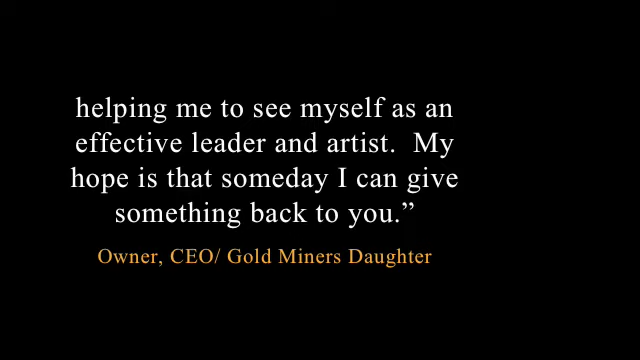 helping me to see myself as an
effective leader and artist.  My
hope is that someday I can give
something back to you.”
Owner, CEO/ Gold Miners Daughter